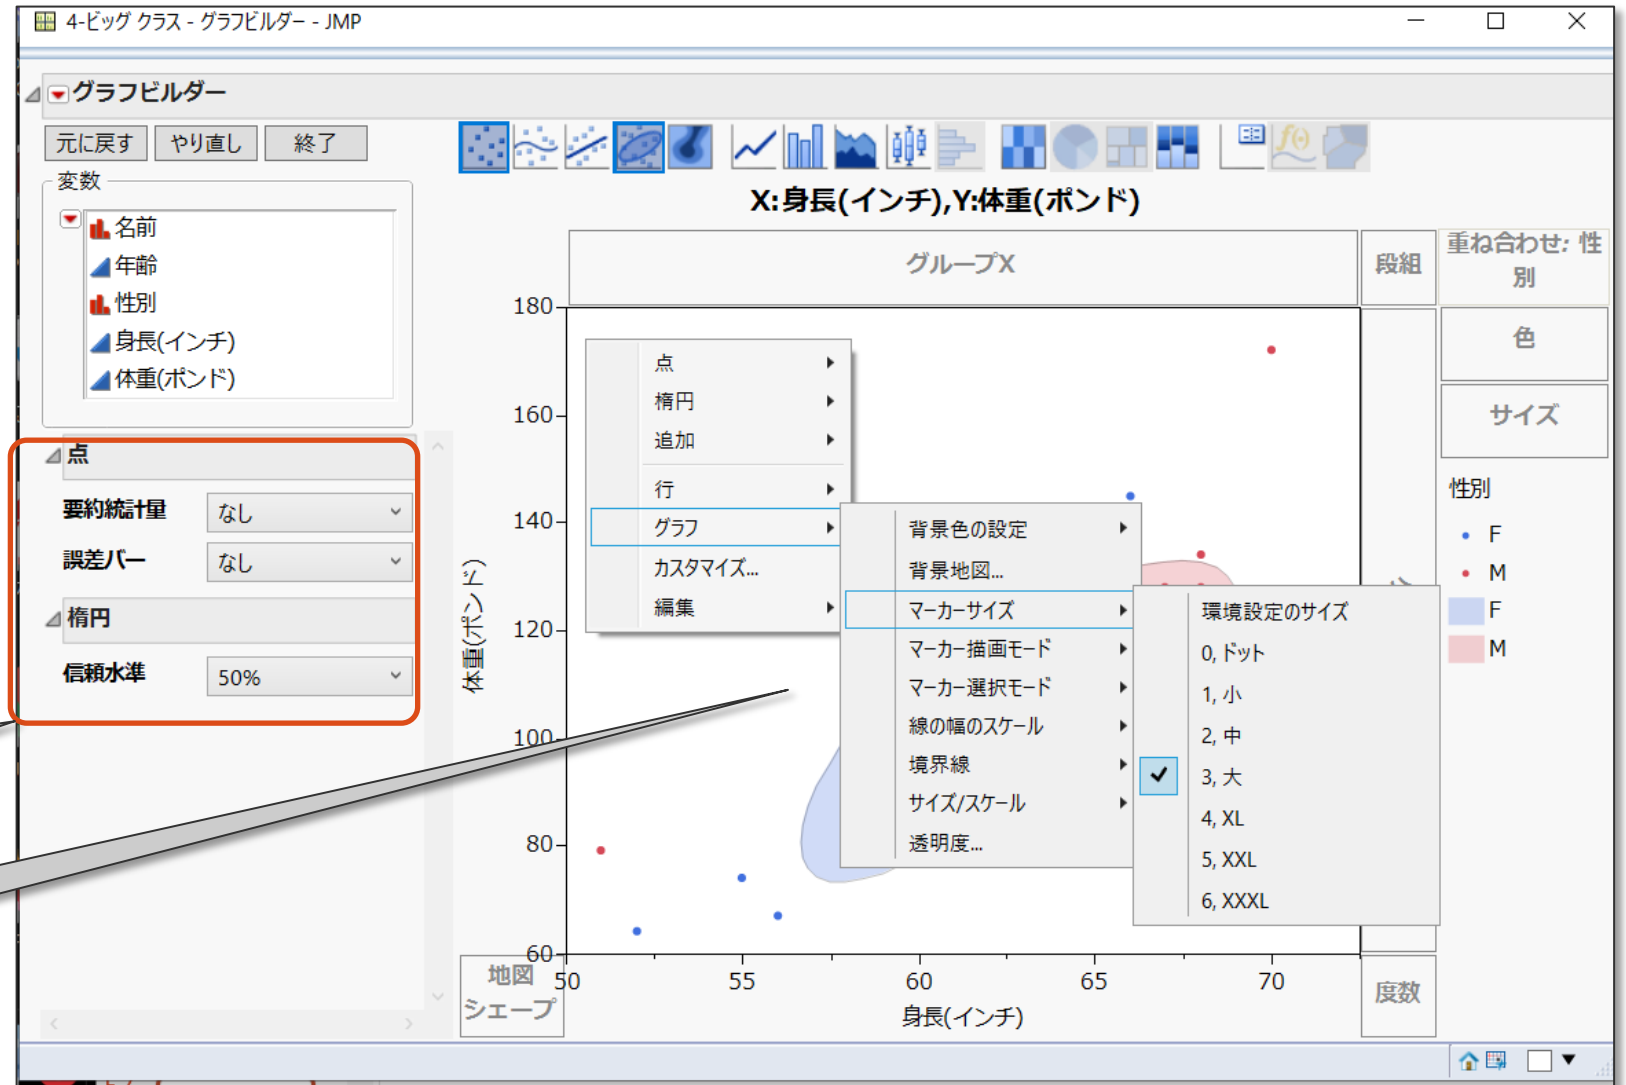 4-ビッグ クラス - グラフビルダー - JMP
グラフビルダー
元に戻す
やり直し
終了
変数
名前
年齢
性別
身長(インチ)
体重(ポンド)
点
要約統計量
なし
誤差バー
なし
楕円
信頼水準
50%
X:身長(インチ),Y:体重(ポンド)
グループX
段組
重ね合わせ: 性
別
色
サイズ
性別
F
M
F
M
180
160
140
120
100
80
60
体重(ポンド)
点
楕円
追加
行
グラフ
カスタマイズ...
編集
背景色の設定
背景地図...
マーカーサイズ
マーカー描画モード
マーカー選択モード
線の幅のスケール
境界線
サイズ/スケール
透明度...
環境設定のサイズ
0, ドット
1, 小
2, 中
3, 大
4, XL
5, XXL
6, XXXL
地図
シェープ
50
55
60
65
70
身長(インチ)
度数